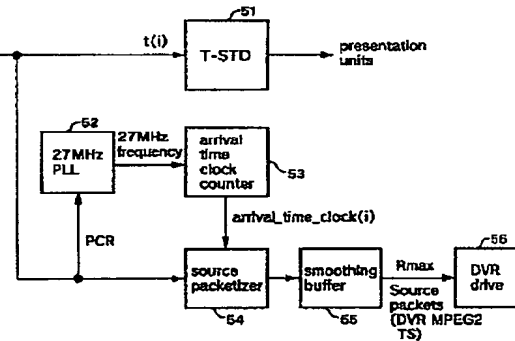 51
t(i)
T-STD
presentation
units
52
27MHz
PLL
27MHz
frequency
arrival
time
clock
counter
53
arrival_time_clock(i)
PCR
source
packetizer
54
smoothing
buffer
55
Rmax
Source
packets
(DVR MPEG2
TS)
56
DVR
drive